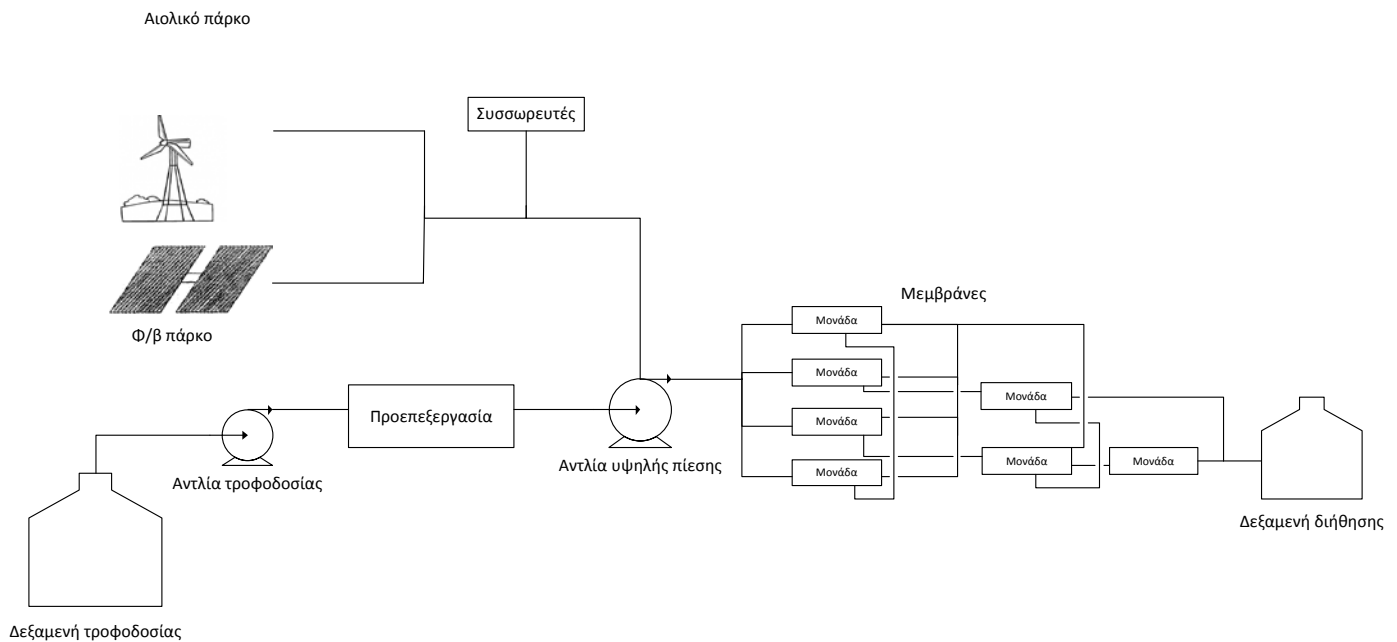 Αιολικό πάρκο
Συσσωρευτές
Φ/β πάρκο
Μεμβράνες
Μονάδα
Μονάδα
Μονάδα
Μονάδα
Μονάδα
Μονάδα
Μονάδα
Προεπεξεργασία
Αντλία υψηλής πίεσης
Αντλία τροφοδοσίας
Δεξαμενή διήθησης
Δεξαμενή τροφοδοσίας